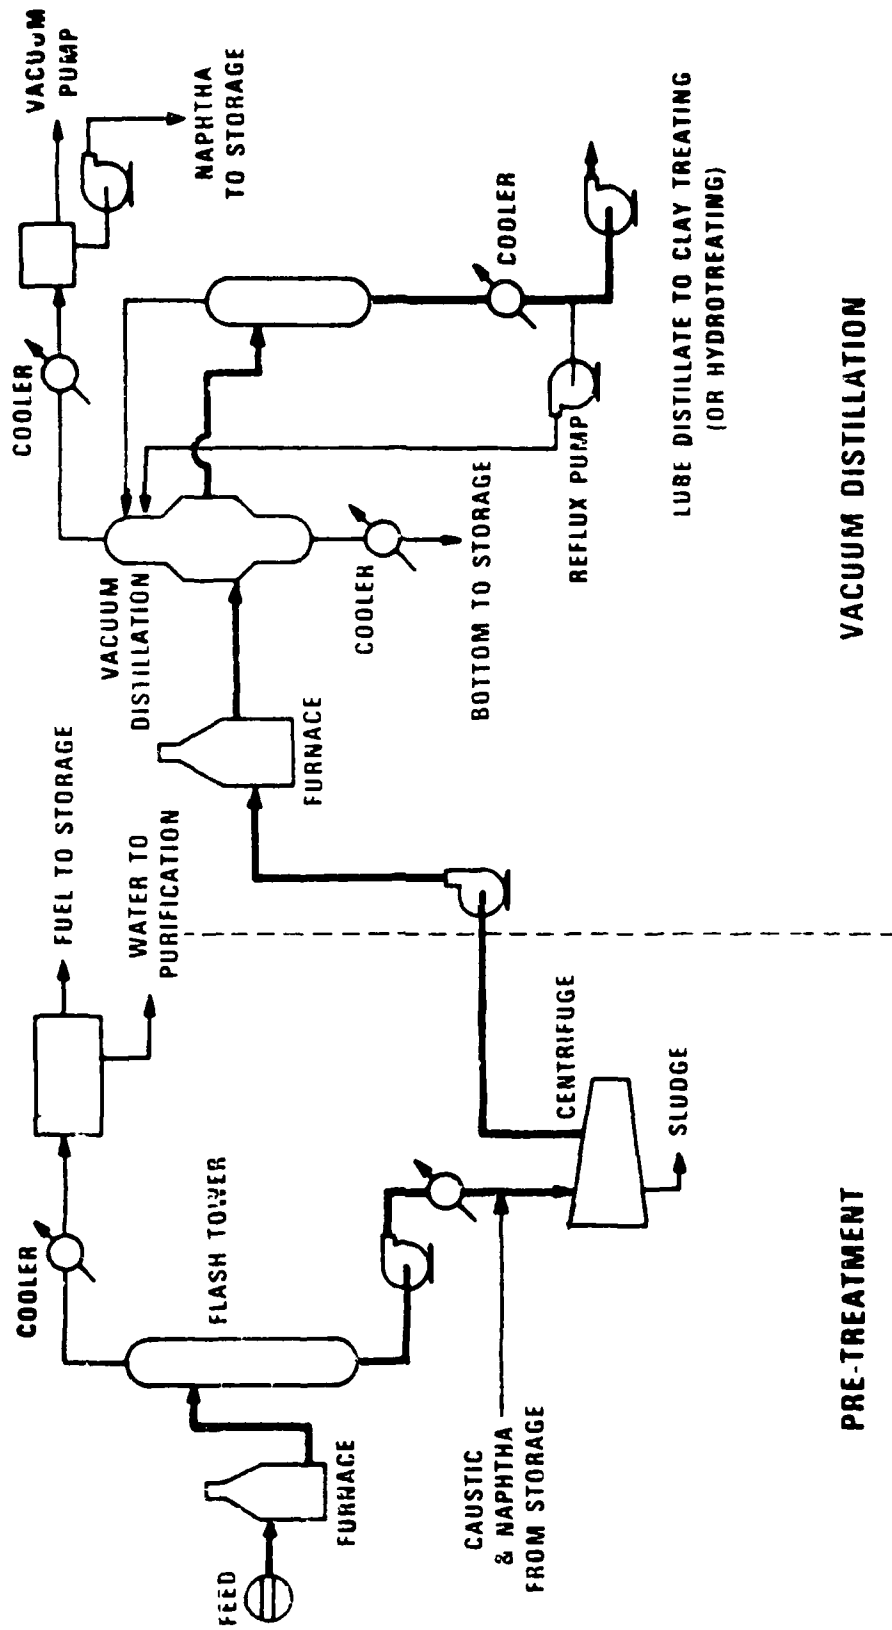 FEED
FURNACE
COOLER
FLASH TOWER
CAUSTIC
& NAPHTHA
FROM STORAGE
FUEL TO STORAGE
WATER TO
PURIFICATION
CENTRIFUGE
SLUDGE
PRE-TREATMENT
FURNACE
VACUUM
DISTILLATION
COOLER
COOLER
BOTTOM TO STORAGE
REFLUX PUMP
COOLER
VACUUM
PUMP
NAPHTHA
TO STORAGE
LUBE DISTILLATE TO CLAY TREATING
(OR HYDROTREATING)
VACUUM DISTILLATION